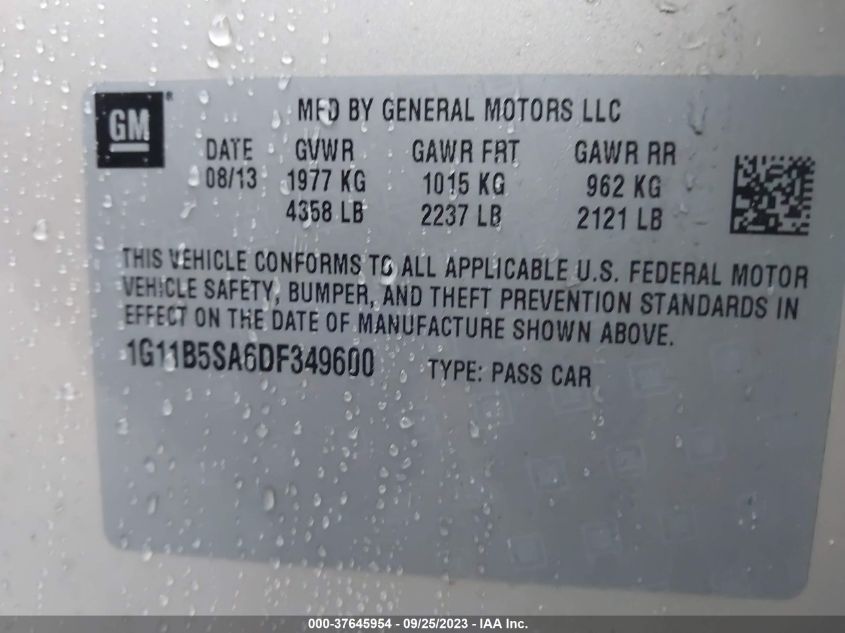 GM®
MFD BY GENERAL MOTORS LLC
DATE GVWR GAWR FRT GAWR RR
08/13 1977 KG 1015 KG 962 KG
4358 LB 2237 LB 2121 LB
THIS VEHICLE CONFORMS TO ALL APPLICABLE U.S. FEDERAL MOTOR
VEHICLE SAFETY, BUMPER, AND THEFT PREVENTION STANDARDS IN
EFFECT ON THE DATE OF MANUFACTURE SHOWN ABOVE.
1G11B5SA6DF349600 TYPE: PASS CAR
000-37645954 - 09/25/2023 - IAA Inc.